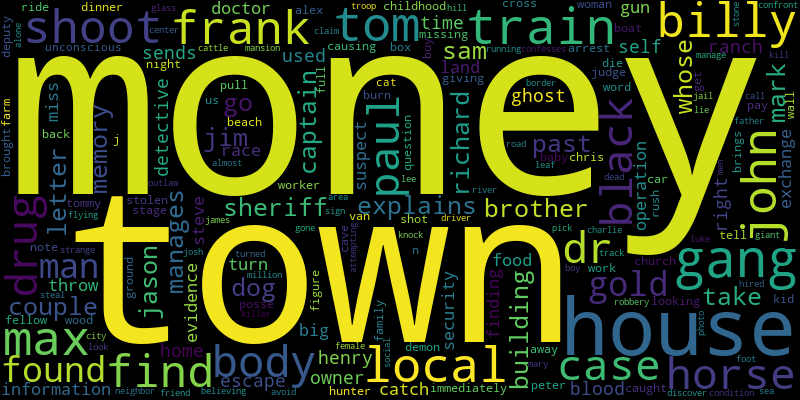 money
town
house
gang
train
billy
shoot
frank
tom
doctor
dinner
ride
alex
troop
childhood
hill
cross
woman
glass
confront
deputy
alone
center
cattle
mansion
unconscious
sends
used
causing
box
missing
buy
time
sam
gun
self
boat
running
confesses
arrest
ranch
Whose
mark
stone
night
pull
full
land
giving
die
judge
word
get
jail
lie
call
pay
kill
wall
farm
miss
memory
detective
go
us
burn
cat
border
ghost
manage
brought
back
j
beach
captain
suspect
paul
question
richard
road
past
chris
baby
black
operation
right
father
john
exchange
jim
race
almost
letter
worker
lee
leaf
dead
car
rush
men
brings
tommy
outlaw
sheriff
explains
river
brother
area
sign
tell
giant
drug
flying
stolen
stage
steve
james
claim
van
shot
driver
pick
charlie
track
church
luke
note
strange
man
jason
manages
evidence
josh
turned
gone
cave
attempting
knock
n
dr
gold
take
boy
work
hired
kid
throw
ground
turn
dog
million
figure
food
finding
building
robbery
looking
photo
couple
steal
posse
killer
security
family
fellow
wood
big
demon
away
local
case
horse
max
city
look
home
female
henry
social
mary
foot
found
find
body
escape
owner
hunter
catch
immediately
peter
blood
caught
discover
condition
sea
information
neighbor
friend
believing
avoid